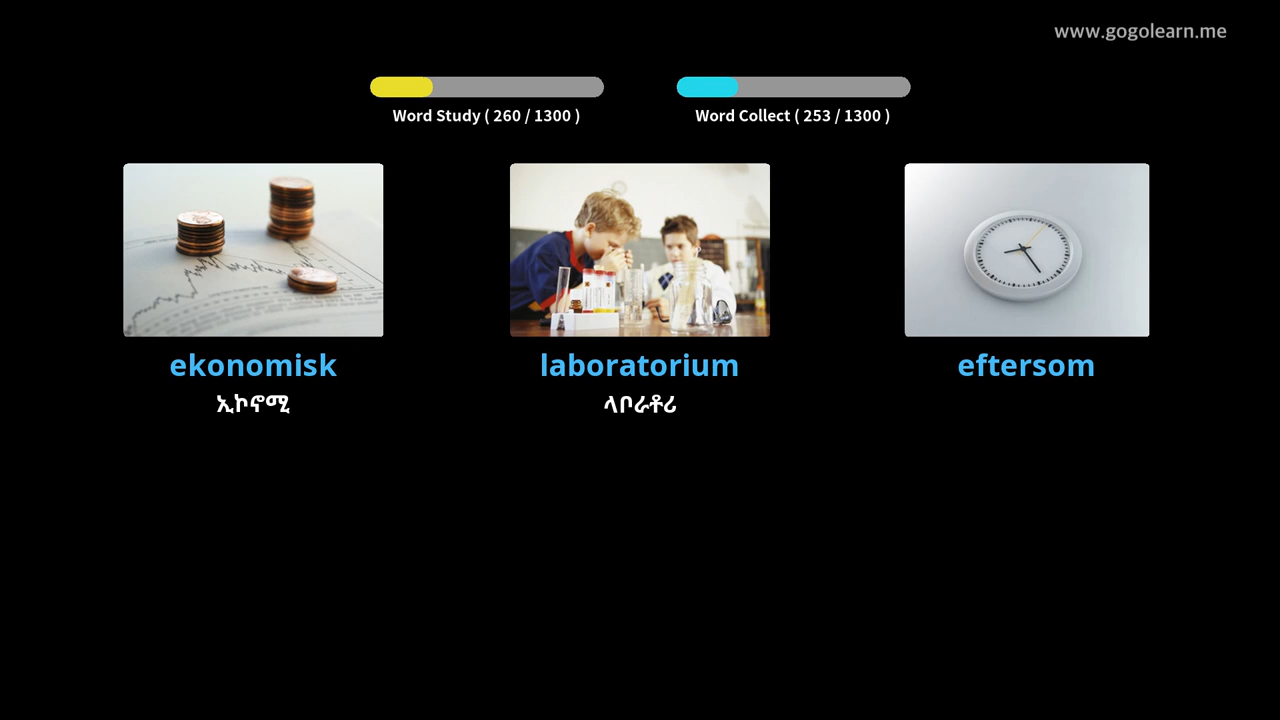 www.gogolearn.me
Word Study ( 260 / 1300 )
Word Collect ( 253 / 1300 )
ekonomisk
laboratorium
eftersom
ኢኮኖሚ
ላቦራቶሪ